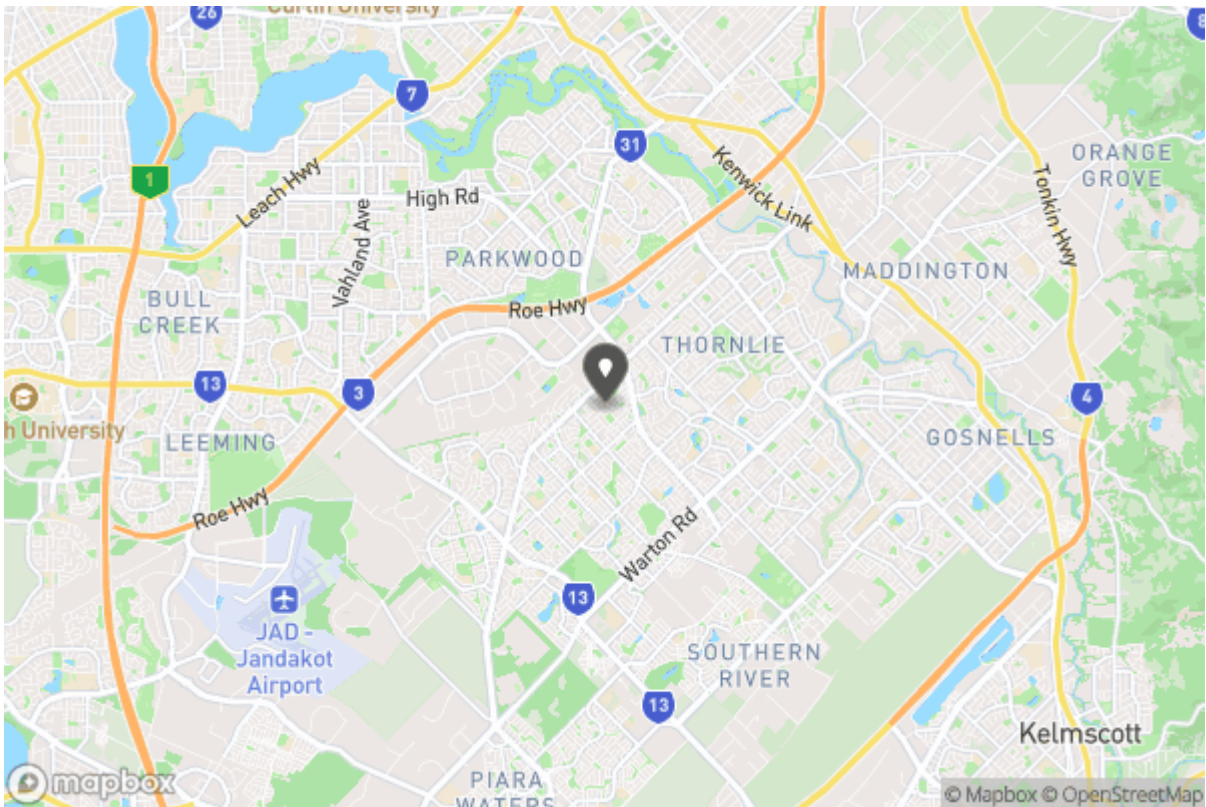 26
Curtin University
8
7
31
ORANGE
GROVE
1
Leach Hwy
High Rd
Vahland Ave
Kenwick Link
Tonkin Hwy
PARKWOOD
MADDINGTON
BULL
CREEK
Roe Hwy
THORNLIE
13
3
4
h University
LEEMING
GOSNELLS
Roe Hwy
Warton Rd
13
JAD -
Jandakot
Airport
SOUTHERN
RIVER
13
Kelmscott
PIARA
WATERS
mapbox
© Mapbox © OpenStreetMap